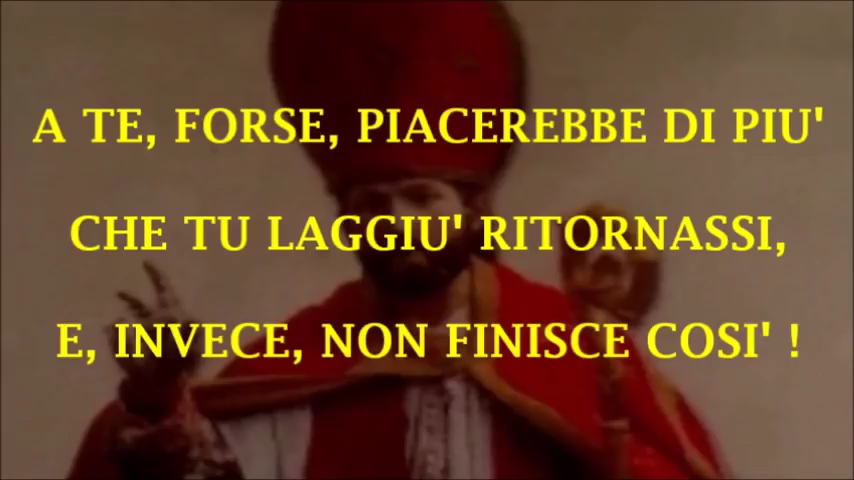 A TE, FORSE, PIACEREBBE DI PIU'
CHE TU LAGGIU' RITORNASSI,
E, INVECE, NON FINISCE COSI' !